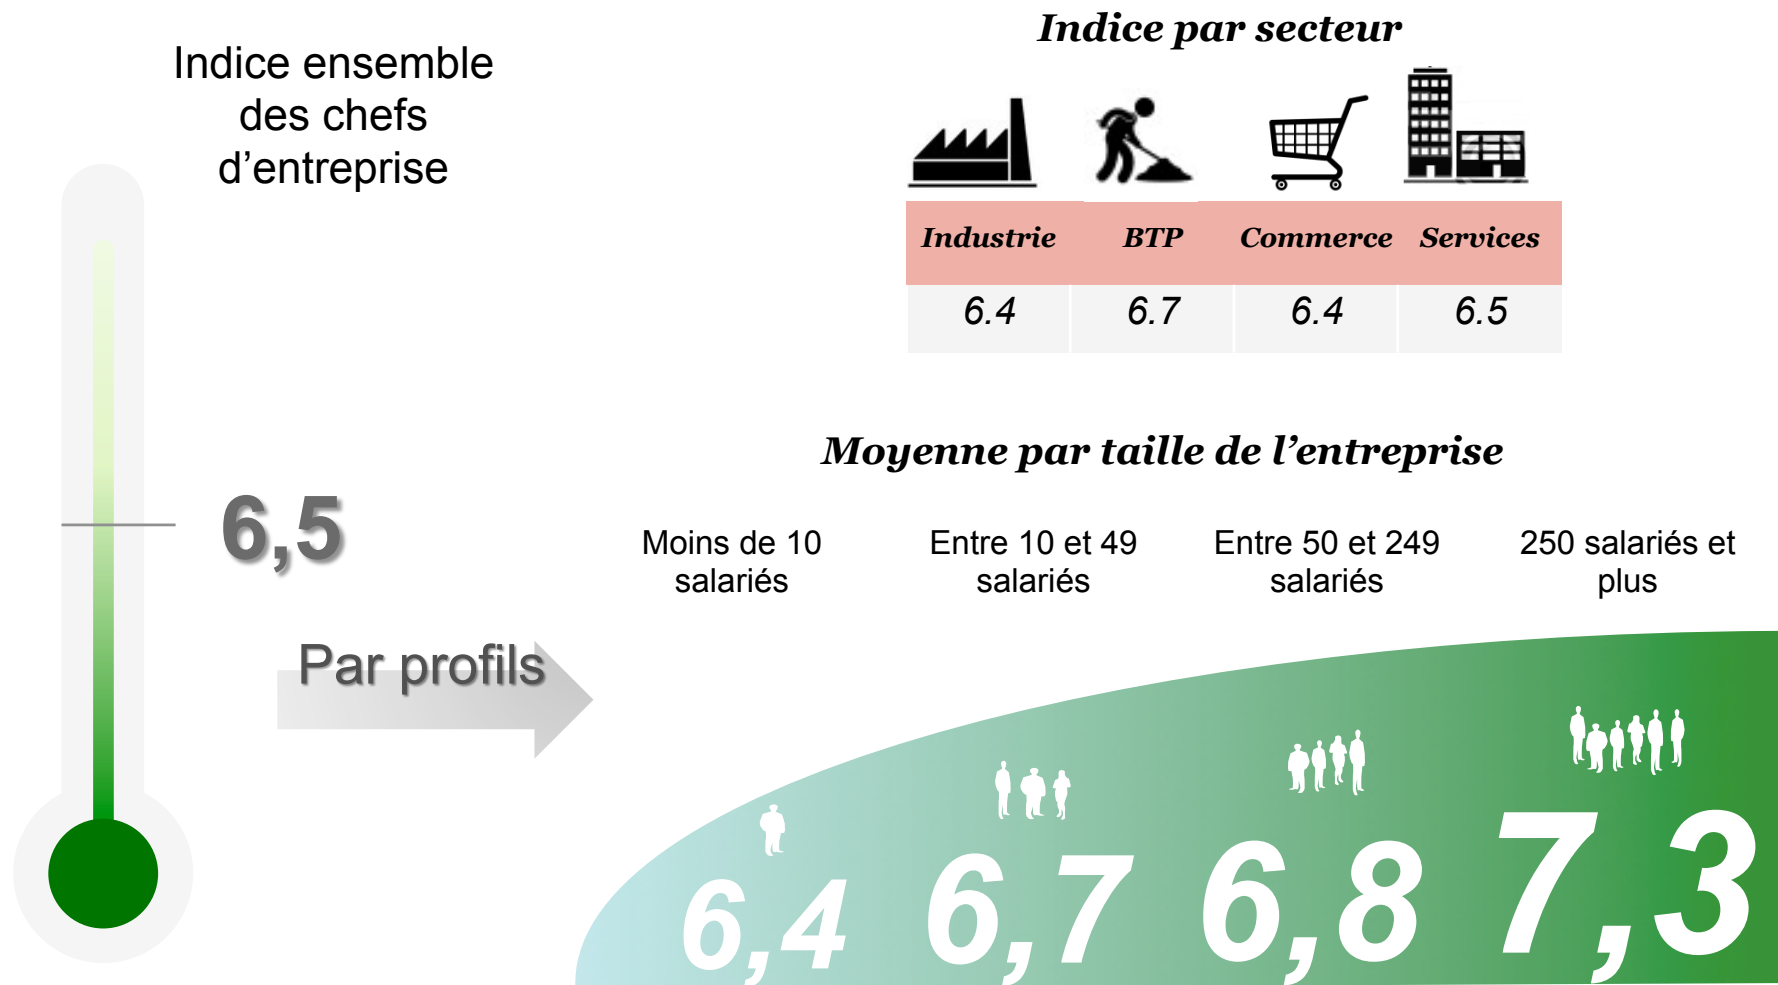 Indice ensemble
des chefs
d’entreprise
6,5
Par profils
Indice par secteur
Industrie BTP Commerce Services
6.4 6.7 6.4 6.5
Moyenne par taille de l’entreprise
Moins de 10
salariés
Entre 10 et 49
salariés
Entre 50 et 249
salariés
250 salariés et
plus
6,4 6,7 6,8 7,3